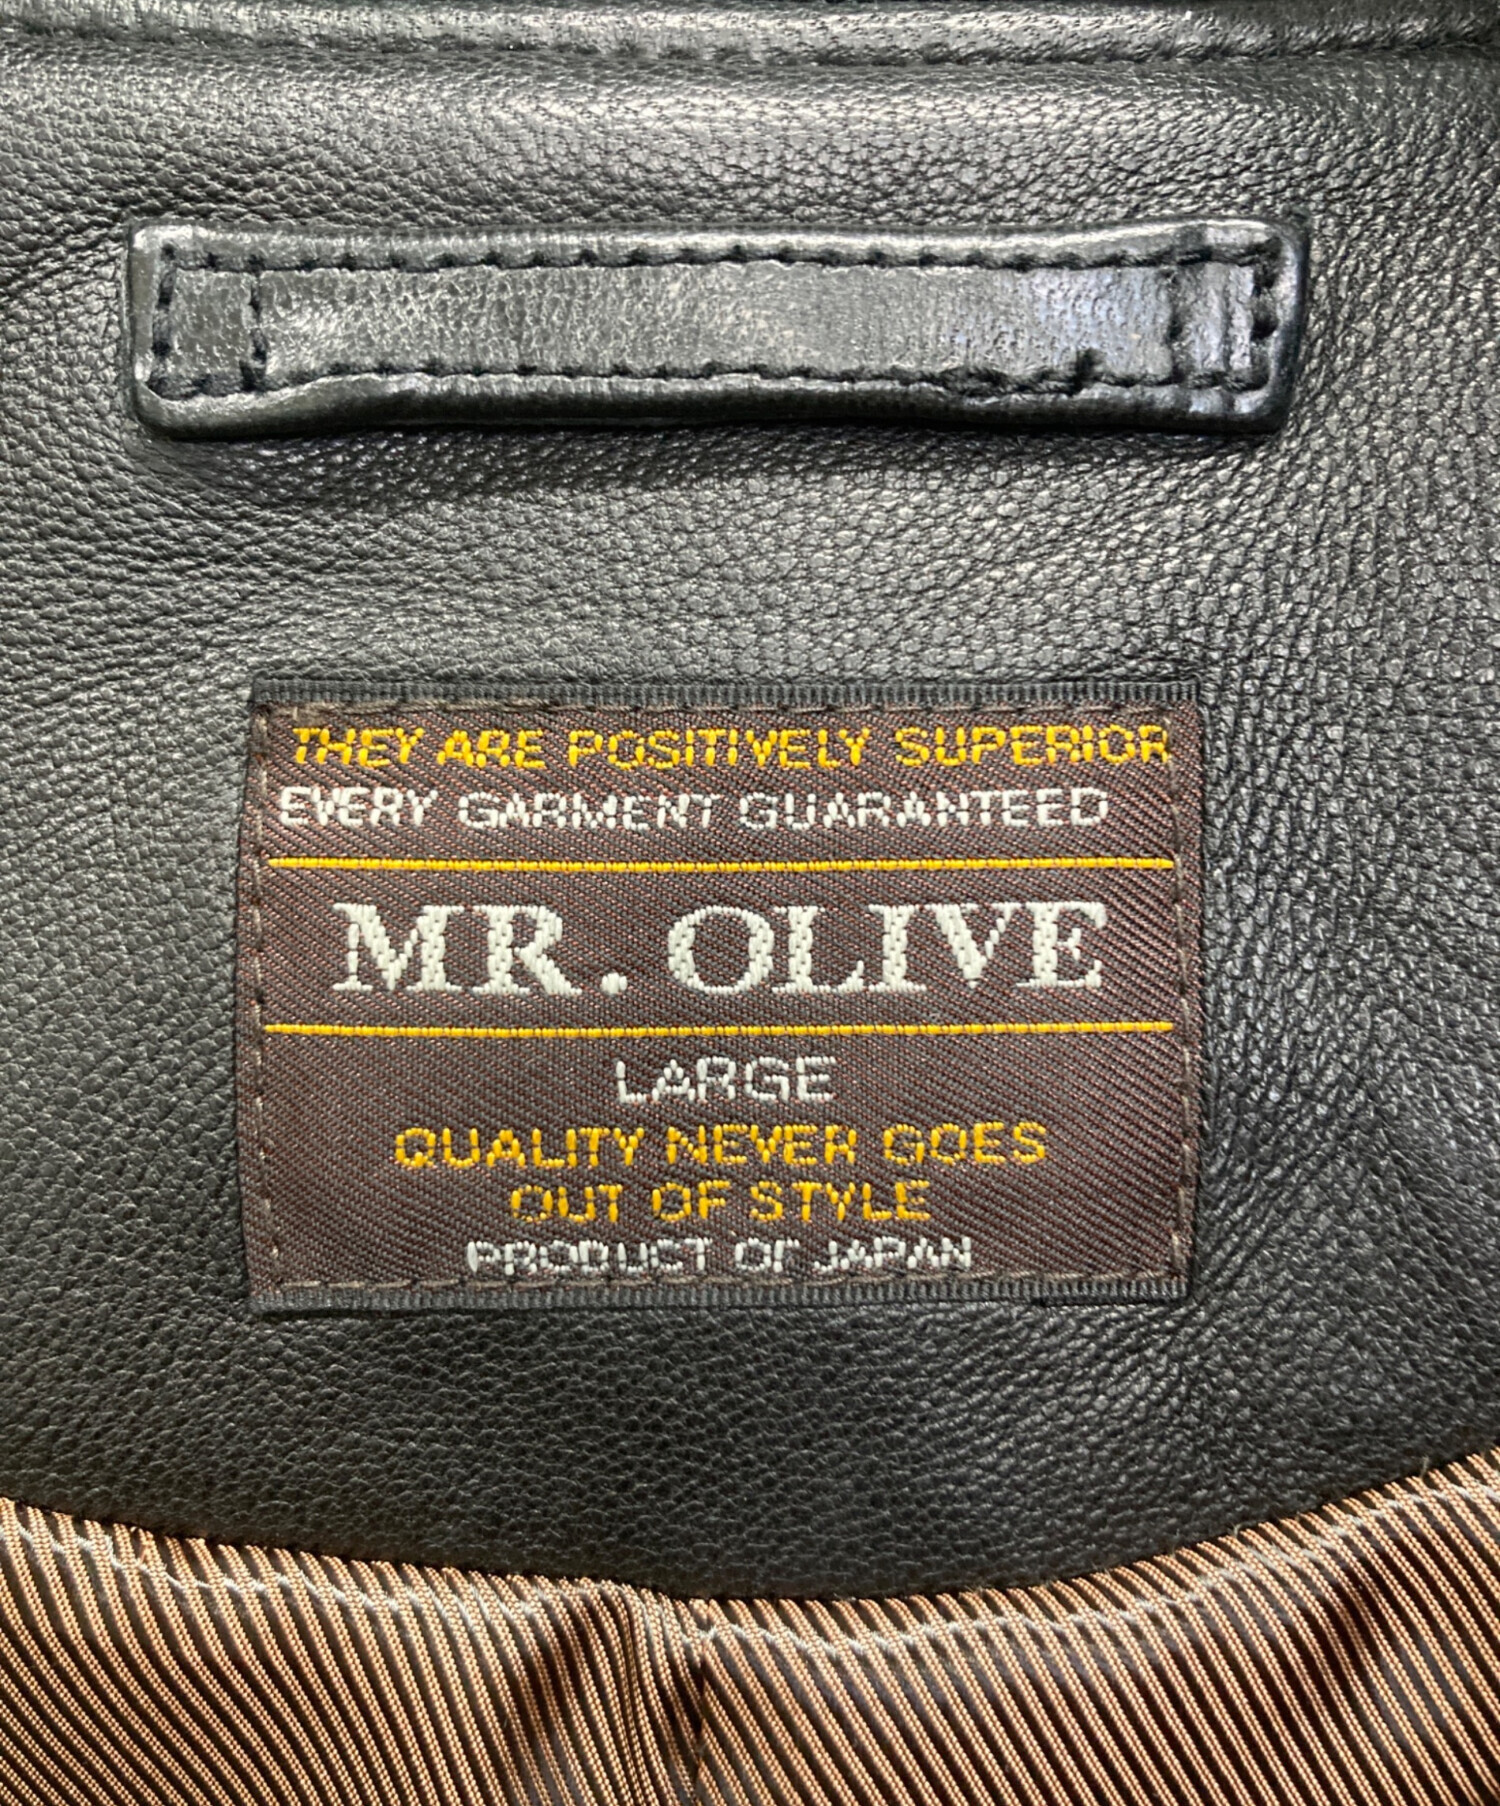 THEY ARE POSITIVELY SUPERIOR
EVERY GARMENT GUARANTEED
MR. OLIVE
LARGE
QUALITY NEVER GOES
OUT OF STYLE
PRODUCT OF JAPAN